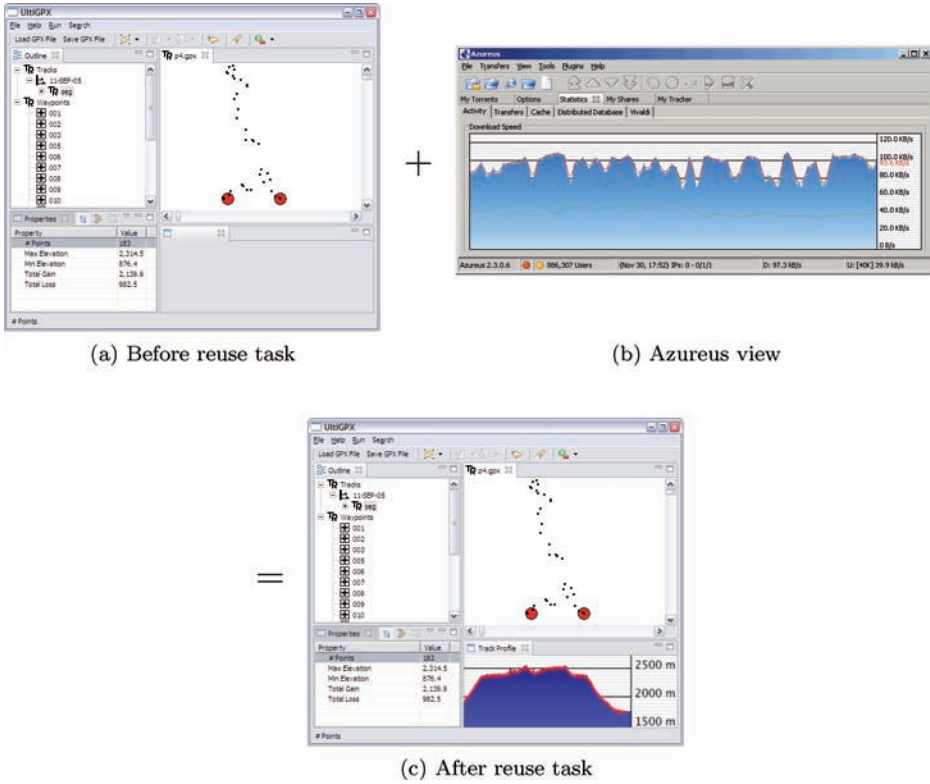 UltiGPX
File Help Run Search
Load GPX File Save GPX File
Outline
p4.gpx
Tracks
11-SEP-05
seg
Waypoints
001
002
003
005
006
007
008
009
010
Properties
Property Value
# Points 183
Max Elevation 2,314.5
Min Elevation 876.4
Total Gain 2,139.9
Total Loss 982.5
# Points
(a) Before reuse task
+
Azureus
File Transfers View Tools Plugins Help
My Torrents Options Statistics My Shares My Tracker
Activity Transfers Cache Distributed Database Vivaldi
Download Speed
120.0 KB/s
100.0 KB/s
80.0 KB/s
60.0 KB/s
40 KB/s
20.0 KB/s
0 B/s
Azureus 2.3.0.6 886,307 Users {Nov 30, 17:52} IPs: 0 - 0/1/1 D: 97.3 kB/s U: [40K] 39.9 kB/s
(b) Azureus view
=
UltiGPX
File Help Run Search
Load GPX File Save GPX File
Outline
p4.gpx
Tracks
11-SEP-05
seg
Waypoints
001
002
003
005
006
007
008
009
010
Properties
Property Value
# Points 183
Max Elevation 2,314.5
Min Elevation 876.4
Total Gain 2,139.9
Total Loss 982.5
# Points
Track Profile
2500 m
2000 m
1500 m
(c) After reuse task